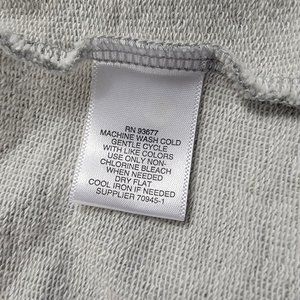 RN 93677
MACHINE WASH COLD
GENTLE CYCLE
WITH LIKE COLORS
USE ONLY NON-
CHLORINE BLEACH
WHEN NEEDED
DRY FLAT
COOL IRON IF NEEDED
SUPPLIER 70945-1